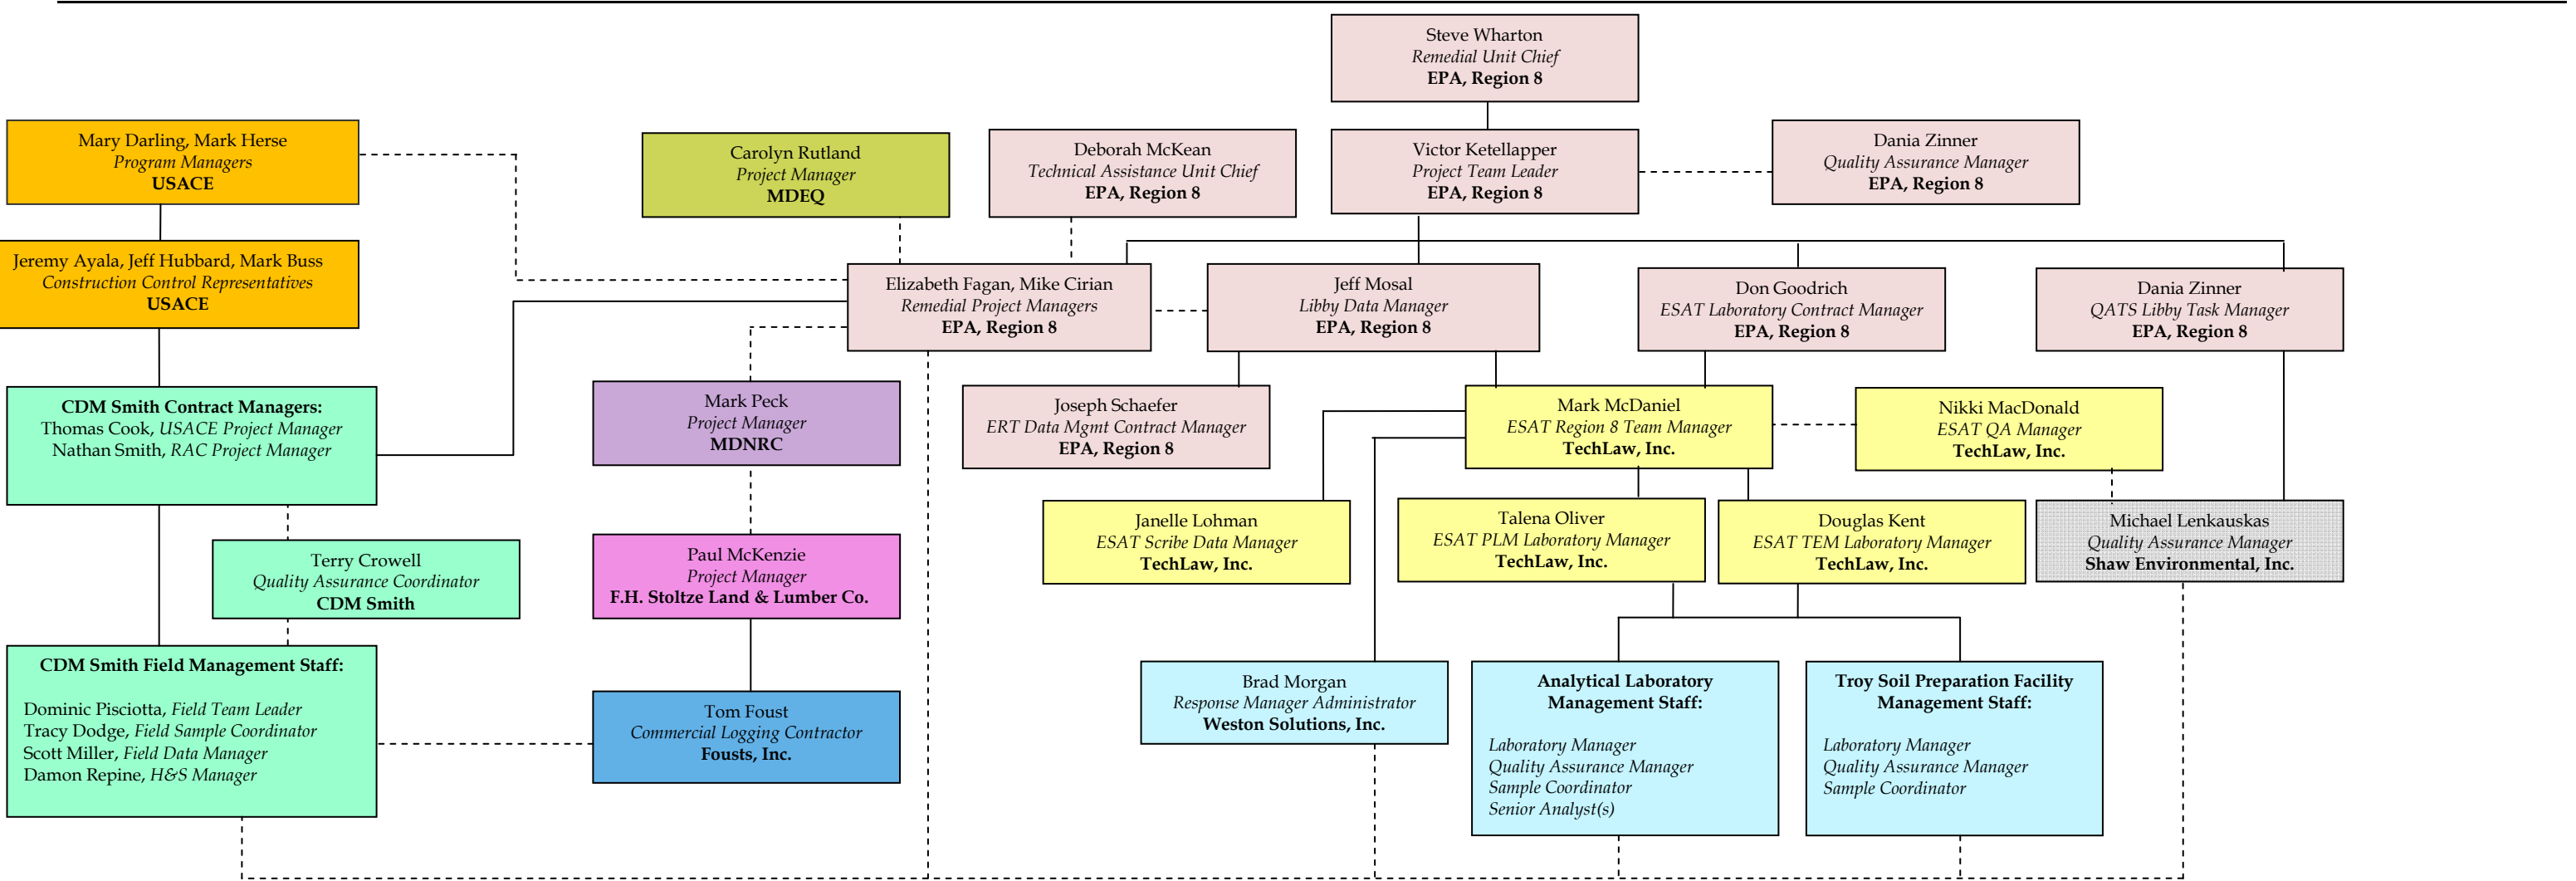 Steve Wharton
Remedial Unit Chief
EPA, Region 8
Mary Darling, Mark Herse
Program Managers
USACE
Carolyn Rutland
Project Manager
MDEQ
Deborah McKean
Technical Assistance Unit Chief
EPA, Region 8
Victor Ketellapper
Project Team Leader
EPA, Region 8
Dania Zinner
Quality Assurance Manager
EPA, Region 8
Jeremy Ayala, Jeff Hubbard, Mark Buss
Construction Control Representatives
USACE
Elizabeth Fagan, Mike Cirian
Remedial Project Managers
EPA, Region 8
Jeff Mosal
Libby Data Manager
EPA, Region 8
Don Goodrich
ESAT Laboratory Contract Manager
EPA, Region 8
Dania Zinner
QATS Libby Task Manager
EPA, Region 8
CDM Smith Contract Managers:
Thomas Cook, USACE Project Manager
Nathan Smith, RAC Project Manager
Mark Peck
Project Manager
MDNRC
Joseph Schaefer
ERT Data Mgmt Contract Manager
EPA, Region 8
Mark McDaniel
ESAT Region 8 Team Manager
TechLaw, Inc.
Nikki MacDonald
ESAT QA Manager
TechLaw, Inc.
Terry Crowell
Quality Assurance Coordinator
CDM Smith
Paul McKenzie
Project Manager
F.H. Stoltze Land & Lumber Co.
Janelle Lohman
ESAT Scribe Data Manager
TechLaw, Inc.
Talena Oliver
ESAT PLM Laboratory Manager
TechLaw, Inc.
Douglas Kent
ESAT TEM Laboratory Manager
TechLaw, Inc.
Michael Lenkauskas
Quality Assurance Manager
Shaw Environmental, Inc.
CDM Smith Field Management Staff:
Dominic Pisciotta, Field Team Leader
Tracy Dodge, Field Sample Coordinator
Scott Miller, Field Data Manager
Damon Repine, H&S Manager
Tom Foust
Commercial Logging Contractor
Fousts, Inc.
Brad Morgan
Response Manager Administrator
Weston Solutions, Inc.
Analytical Laboratory
Management Staff:
Laboratory Manager
Quality Assurance Manager
Sample Coordinator
Senior Analyst(s)
Troy Soil Preparation Facility
Management Staff:
Laboratory Manager
Quality Assurance Manager
Sample Coordinator